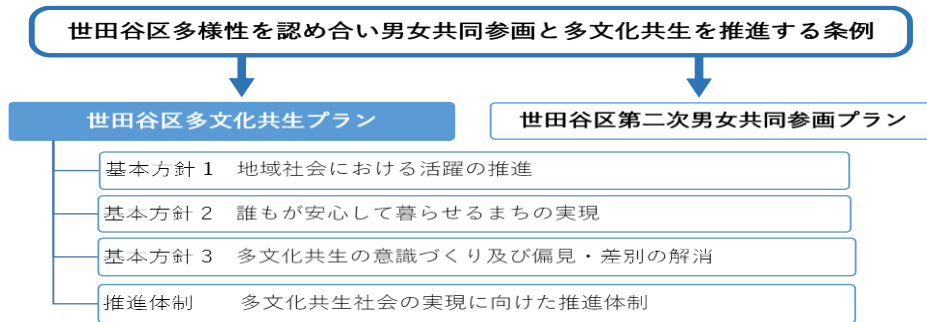 世田谷区多様性を認め合い男女共同参画と多文化共生を推進する条例
世田谷区多文化共生プラン
世田谷区第二次男女共同参画プラン
基本方針1 地域社会における活躍の推進
基本方針2 誰もが安心して暮らせるまちの実現
基本方針3 多文化共生の意識づくり及び偏見・差別の解消
推進体制 多文化共生社会の実現に向けた推進体制